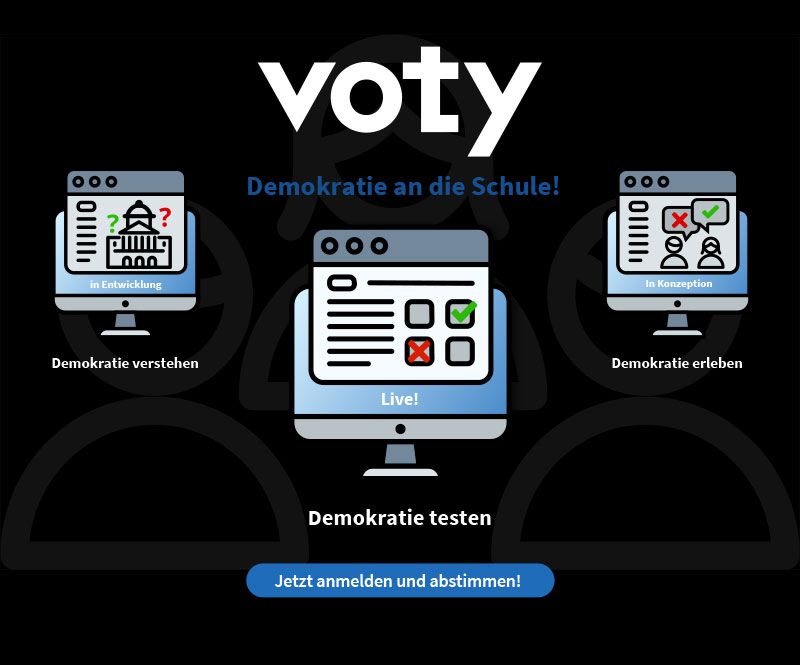 voty
Demokratie an die Schule!
in Entwicklung
Demokratie verstehen
Live!
Demokratie testen
In Konzeption
Demokratie erleben
Jetzt anmelden und abstimmen!